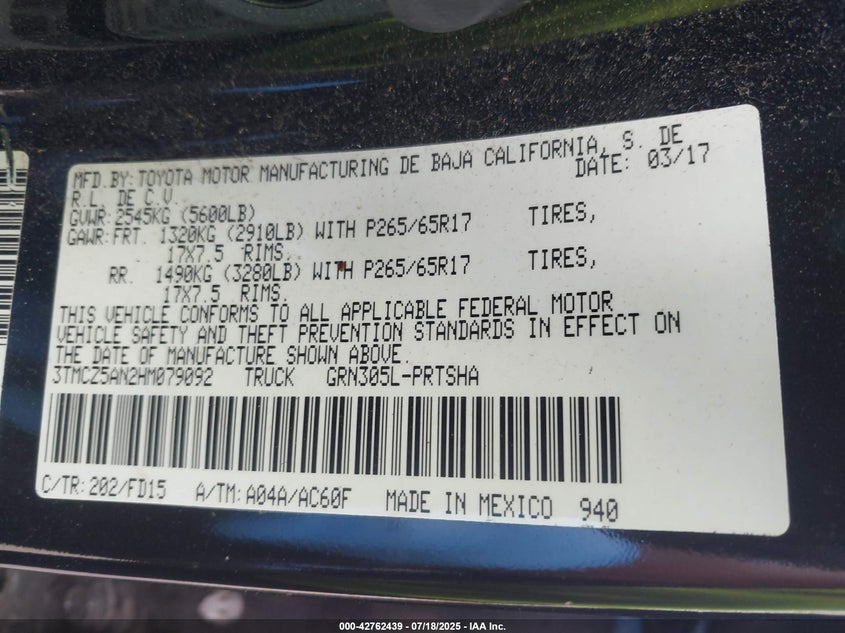 MFD.BY:TOYOTA MOTOR MANUFACTURING DE BAJA CALIFORNIA, S. DE
R.L. DE C.V. DATE: 03/17
GVWR:2545KG (5600LB)
GAWR:FRT. 1320KG (2910LB) WITH P265/65R17 TIRES,
17X7.5 RIMS.
RR. 1490KG (3280LB) WITH P265/65R17 TIRES,
17X7.5 RIMS.
THIS VEHICLE CONFORMS TO ALL APPLICABLE FEDERAL MOTOR
VEHICLE SAFETY AND THEFT PREVENTION STANDARDS IN EFFECT ON
THE DATE OF MANUFACTURE SHOWN ABOVE.
3TMCZ5AN2HM079092 TRUCK GRN305L-PRTSHA
C/TR:202/FD15 A/TM:A04A/AC60F MADE IN MEXICO 940
000-42762439 - 07/18/2025 - IAA Inc.